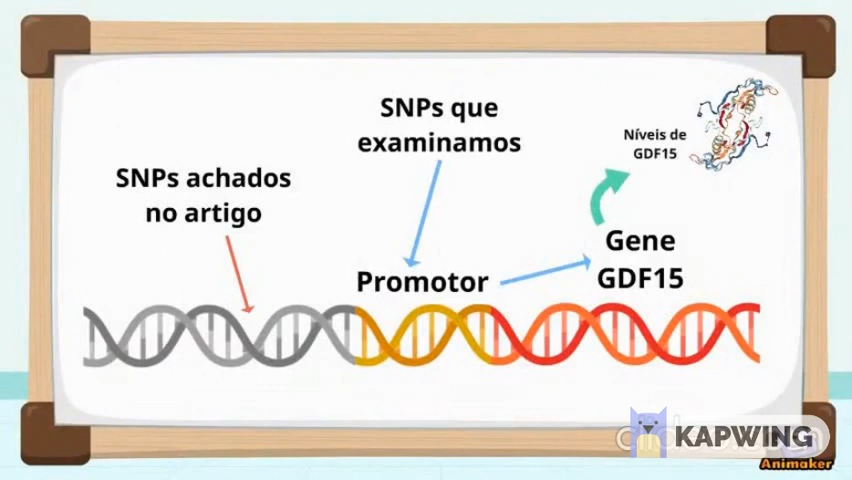 SNPs que
examinamos
Níveis de
GDF15
SNPs achados
no artigo
Gene
GDF15
Promotor
KAPWING
Animaker